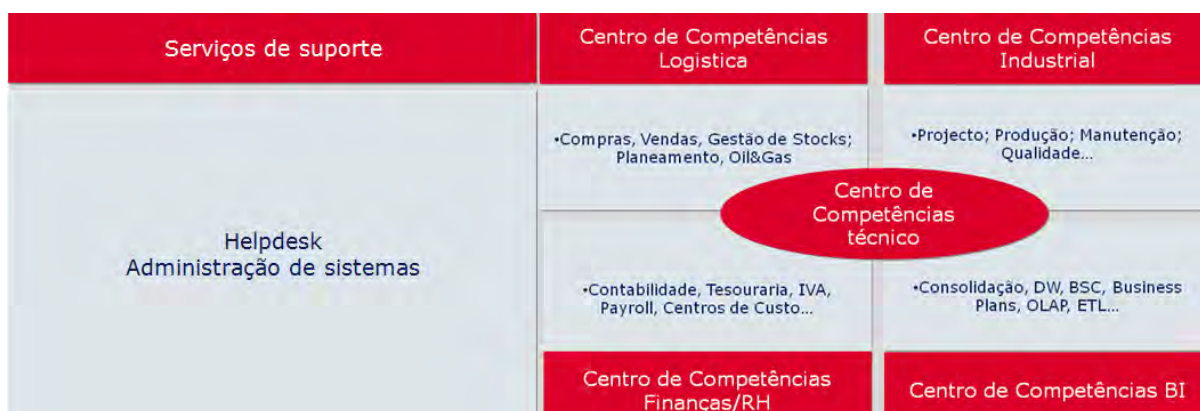 Serviços de suporte
Centro de Competências
Logistica
Centro de Competências
Industrial
•Compras, Vendas, Gestão de Stocks;
Planeamento, Oil&Gas
•Projecto; Produção; Manutenção;
Qualidade...
Centro de
Competências
técnico
Helpdesk
Administração de sistemas
•Contabilidade, Tesouraria, IVA,
Payroll, Centros de Custo...
•Consolidação, DW, BSC, Business
Plans, OLAP, ETL...
Centro de Competências
Finanças/RH
Centro de Competências BI